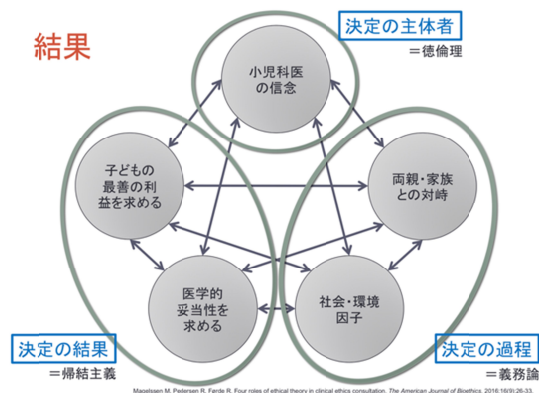 結果
決定の主体者
＝徳倫理
小児科医
の信念
子どもの
最善の利
益を求める
両親・家族
との対峙
医学的
妥当性を
求める
社会・環境
因子
決定の結果
＝帰結主義
決定の過程
＝義務論
Magelssen M, Pedersen R, Førde R. Four roles of ethical theory in clinical ethics consultation. The American Journal of Bioethics. 2016;16(9):26-33.